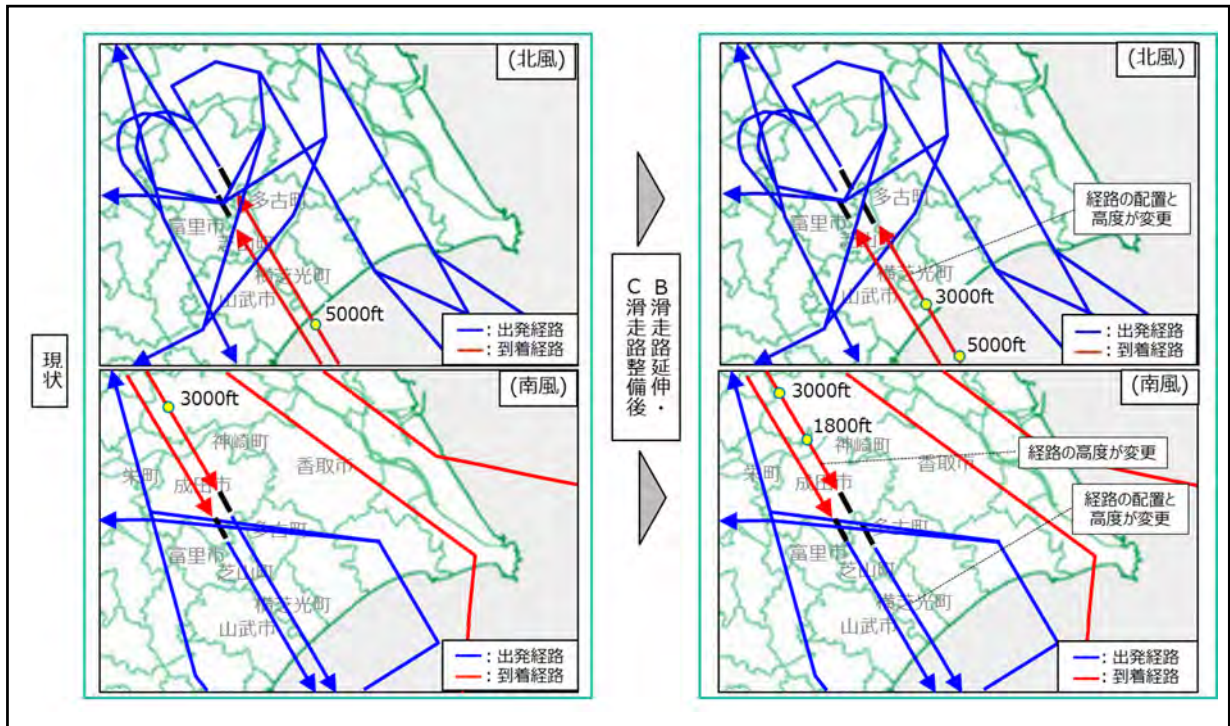 現状
(北風)
多古町
富里市
芝山町
横芝光町
山武市
5000ft
:出発経路
:到着経路
(南風)
3000ft
神崎町
栄町
成田市
香取市
多古町
富里市
芝山町
横芝光町
山武市
:出発経路
:到着経路
B滑走路延伸・
C滑走路整備後
(北風)
多古町
経路の配置と
高度が変更
富里市
横芝光町
山武市
3000ft
5000ft
:出発経路
:到着経路
(南風)
3000ft
1800ft
神崎町
香取市
経路の高度が変更
栄町
成田市
経路の配置と
高度が変更
多古町
富里市
芝山町
横芝光町
山武市
:出発経路
:到着経路